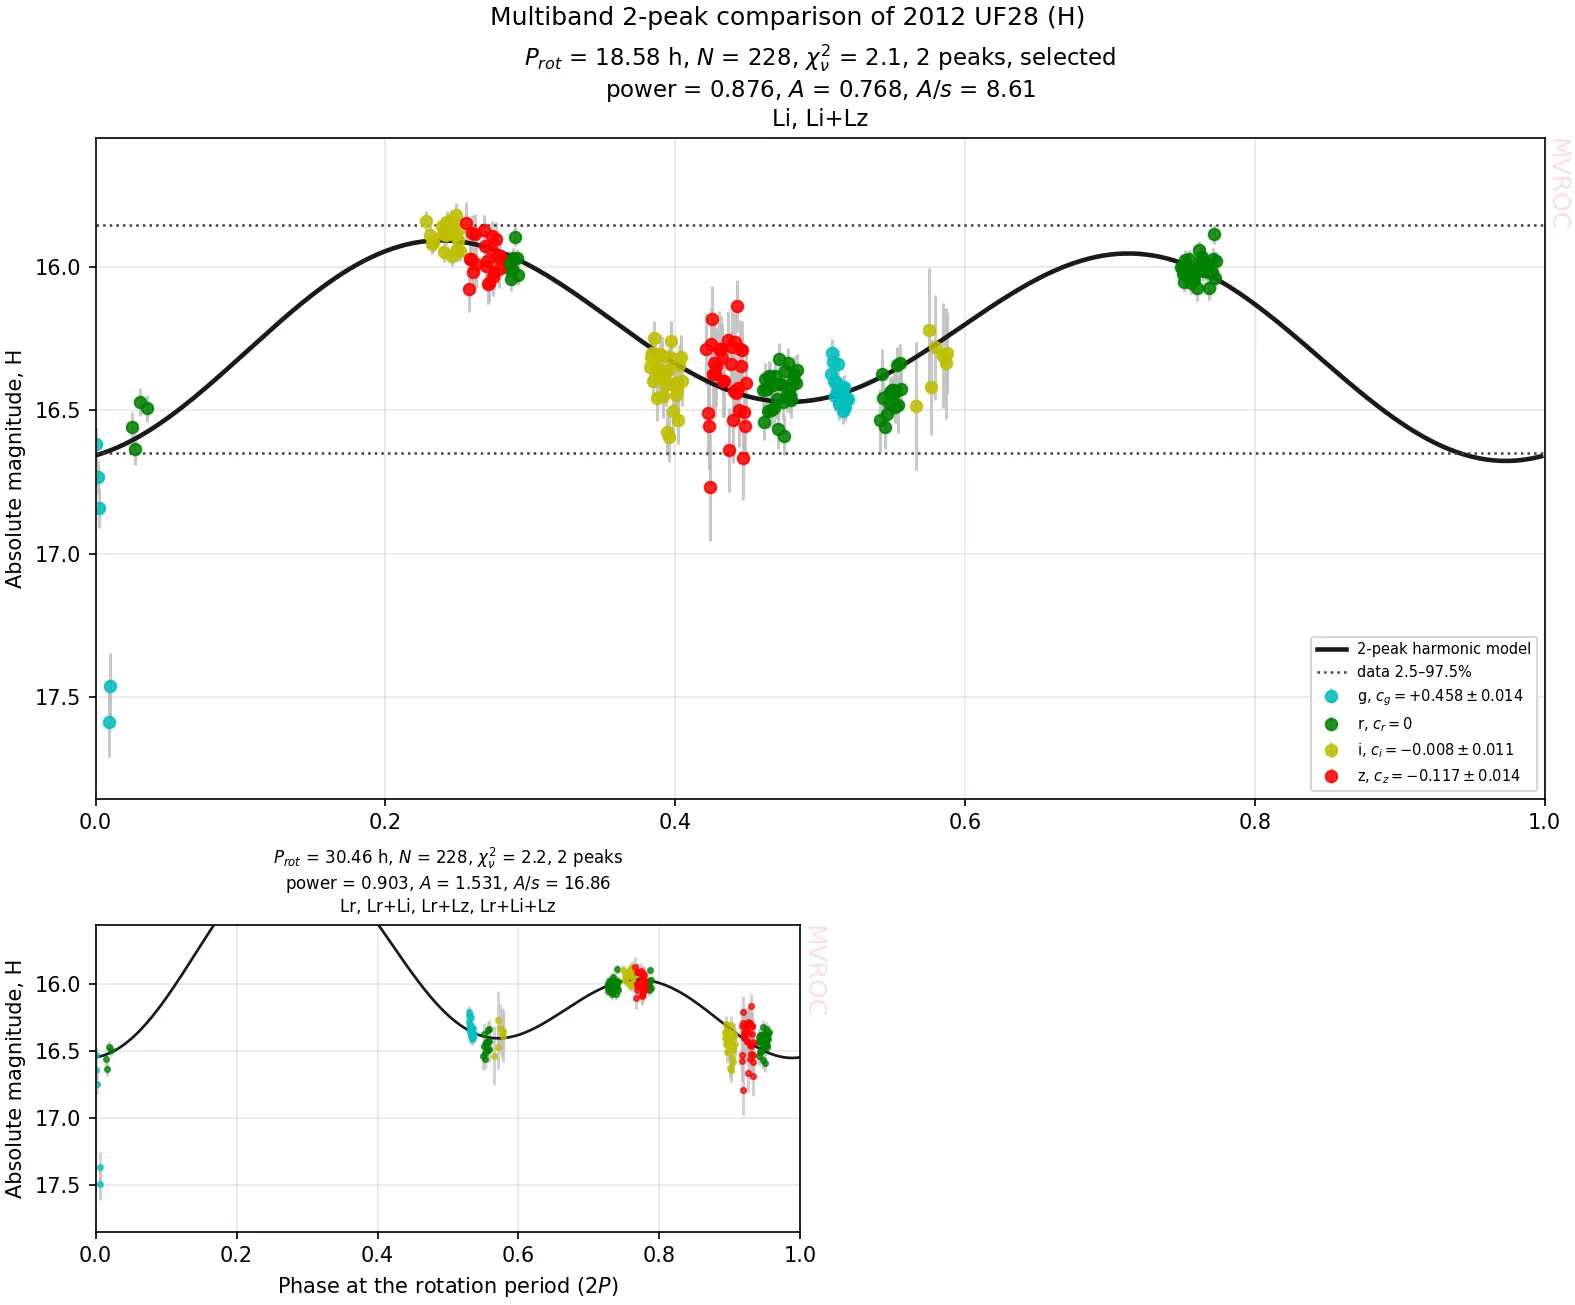 Multiband 2-peak comparison of 2012 UF28 (H)
P_rot = 18.58 h, N = 228, χ²_ν = 2.1, 2 peaks, selected
power = 0.876, A = 0.768, A/s = 8.61
Li, Li+Lz
MVROC
Absolute magnitude, H
16.0
16.5
17.0
17.5
2-peak harmonic model
data 2.5–97.5%
g, c_g = +0.458 ± 0.014
r, c_r = 0
i, c_i = −0.008 ± 0.011
z, c_z = −0.117 ± 0.014
0.0 0.2 0.4 0.6 0.8 1.0
P_rot = 30.46 h, N = 228, χ²_ν = 2.2, 2 peaks
power = 0.903, A = 1.531, A/s = 16.86
Lr, Lr+Li, Lr+Lz, Lr+Li+Lz
MVROC
Absolute magnitude, H
16.0
16.5
17.0
17.5
0.0 0.2 0.4 0.6 0.8 1.0
Phase at the rotation period (2P)